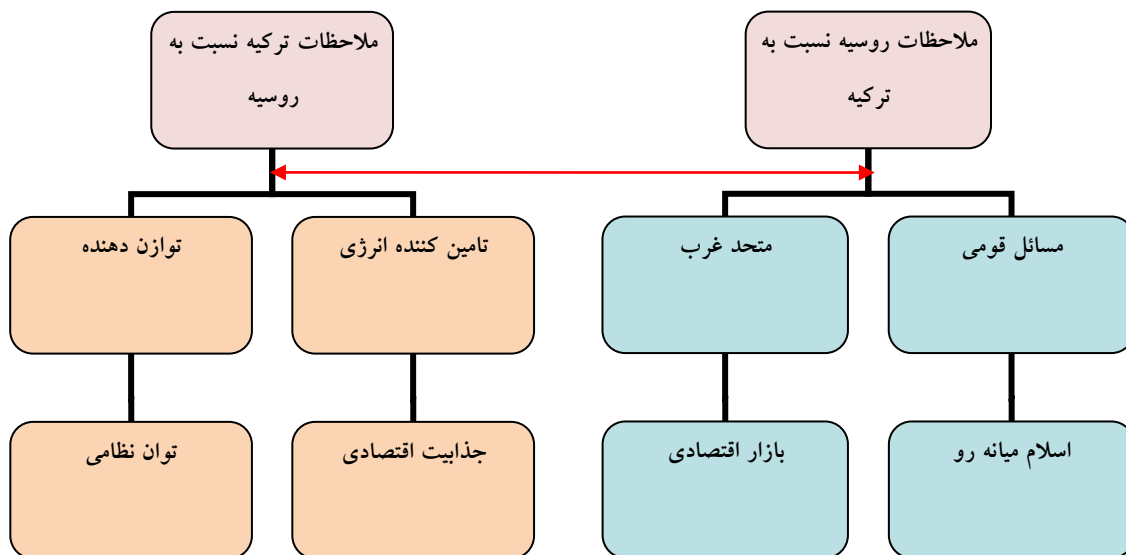 ملاحظات روسیه نسبت به
ترکیه
ملاحظات ترکیه نسبت به
روسیه
مسائل قومی
متحد غرب
تامین کننده انرژی
توازن دهنده
اسلام میانه رو
بازار اقتصادی
جذابیت اقتصادی
توان نظامی